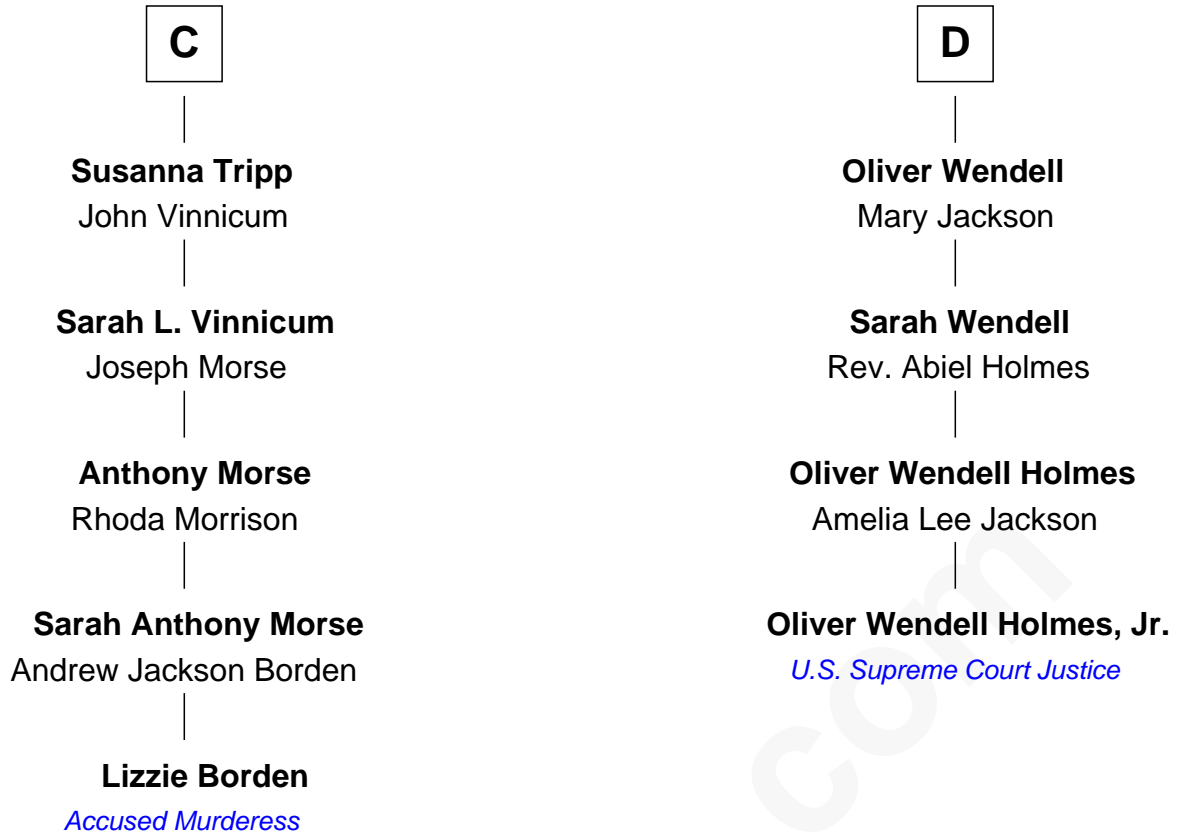 C
Susanna Tripp
John Vinnicum
Sarah L. Vinnicum
Joseph Morse
Anthony Morse
Rhoda Morrison
Sarah Anthony Morse
Andrew Jackson Borden
Lizzie Borden
Accused Murderess
D
Oliver Wendell
Mary Jackson
Sarah Wendell
Rev. Abiel Holmes
Oliver Wendell Holmes
Amelia Lee Jackson
Oliver Wendell Holmes, Jr.
U.S. Supreme Court Justice
com